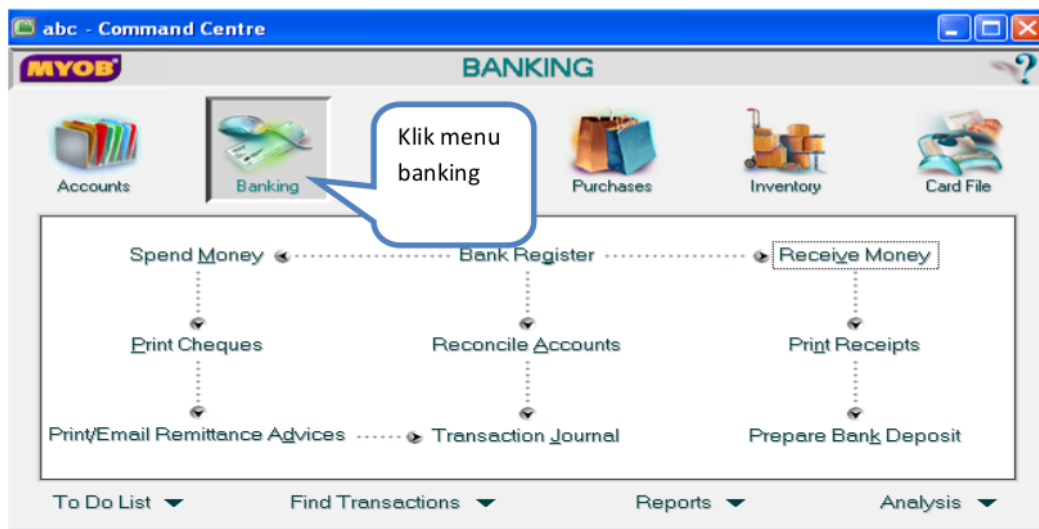 abc - Command Centre
MYOB BANKING
Accounts Banking Purchases Inventory Card File
Klik menu
banking
Spend Money Bank Register Receive Money
Print Cheques Reconcile Accounts Print Receipts
Print/Email Remittance Advices Transaction Journal Prepare Bank Deposit
To Do List Find Transactions Reports Analysis